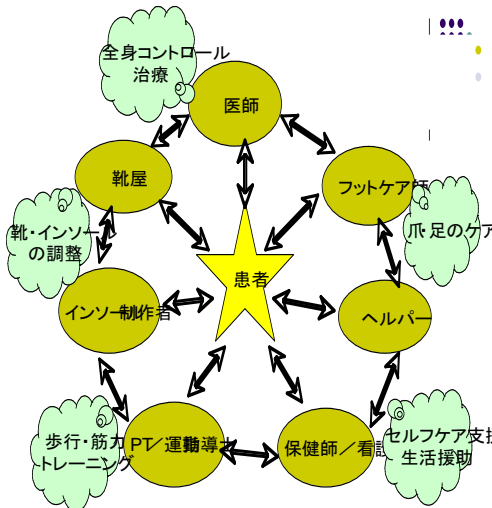 全身コントロール
治療
医師
靴屋
フットケア師
靴・インソール
の調整
爪・足のケア
患者
インソール制作者
ヘルパー
歩行・筋力
トレーニング
PT/運動指導士
保健師/看護
セルフケア支援
生活援助